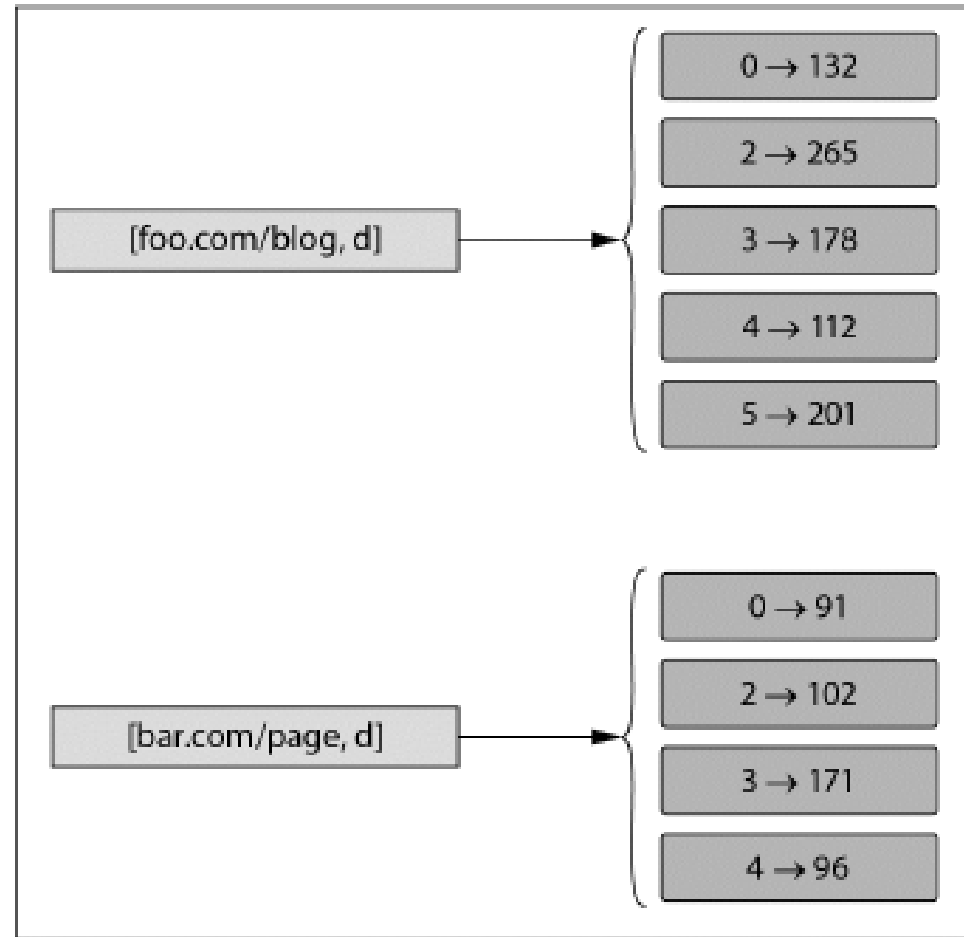 0 → 132
2 → 265
[foo.com/blog, d]
3 → 178
4 → 112
5 → 201
0 → 91
2 → 102
[bar.com/page, d]
3 → 171
4 → 96